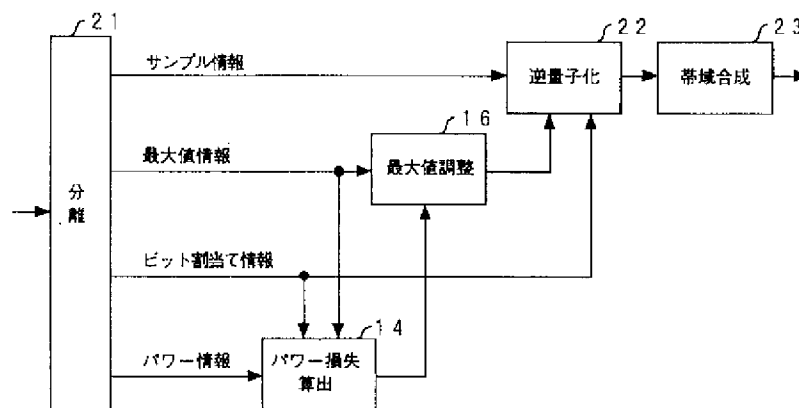 21
22
23
サンプル情報
逆量子化
帯域合成
16
最大値情報
最大値調整
分離
ビット割当て情報
14
パワー情報
パワー損失
算出